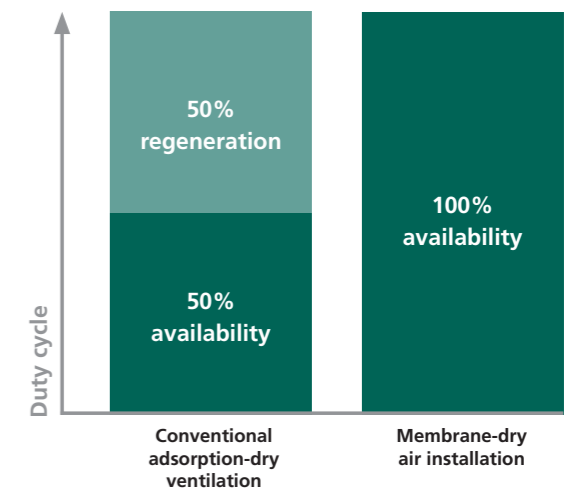 50%
regeneration
100%
availability
50%
availability
Duty cycle
Conventional
adsorption-dry
ventilation
Membrane-dry
air installation